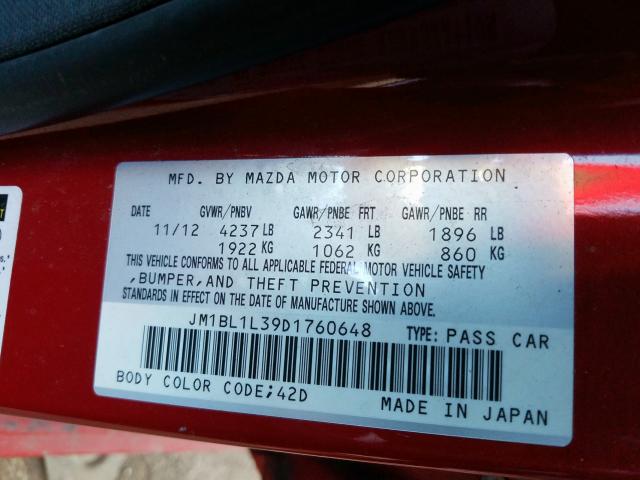 MFD. BY MAZDA MOTOR CORPORATION
DATE GVWR/PNBV GAWR/PNBE FRT GAWR/PNBE RR
11/12 4237 LB 2341 LB 1896 LB
1922 KG 1062 KG 860 KG
THIS VEHICLE CONFORMS TO ALL APPLICABLE FEDERAL MOTOR VEHICLE SAFETY
,BUMPER,AND THEFT PREVENTION
STANDARDS IN EFFECT ON THE DATE OF MANUFACTURE SHOWN ABOVE.
JM1BL1L39D1760648 TYPE: PASS CAR
BODY COLOR CODE;42D
MADE IN JAPAN